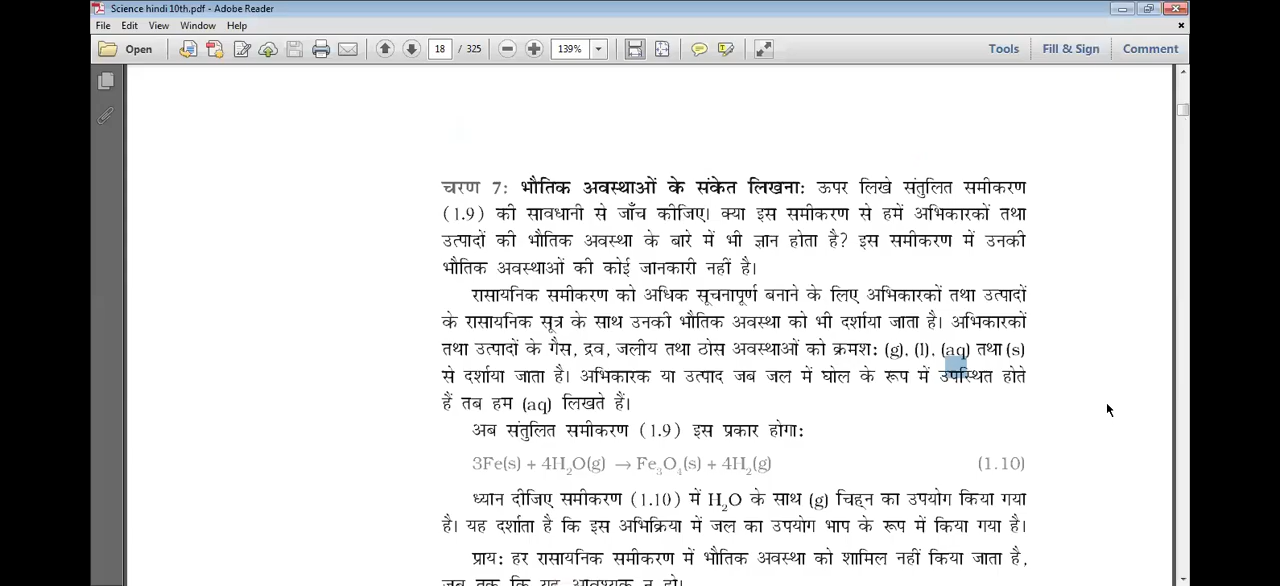 Science hindi 10th.pdf - Adobe Reader
File Edit View Window Help
Open 18 / 325 139% Tools Fill & Sign Comment
चरण 7: भौतिक अवस्थाओं के संकेत लिखना: ऊपर लिखे संतुलित समीकरण
(1.9) की सावधानी से जाँच कीजिए। क्या इस समीकरण से हमें अभिकारकों तथा
उत्पादों की भौतिक अवस्था के बारे में भी ज्ञान होता है? इस समीकरण में उनकी
भौतिक अवस्थाओं की कोई जानकारी नहीं है।
रासायनिक समीकरण को अधिक सूचनापूर्ण बनाने के लिए अभिकारकों तथा उत्पादों
के रासायनिक सूत्र के साथ उनकी भौतिक अवस्था को भी दर्शाया जाता है। अभिकारकों
तथा उत्पादों के गैस, द्रव, जलीय तथा ठोस अवस्थाओं को क्रमश: (g), (l), (aq) तथा (s)
से दर्शाया जाता है। अभिकारक या उत्पाद जब जल में घोल के रूप में उपस्थित होते
हैं तब हम (aq) लिखते हैं।
अब संतुलित समीकरण (1.9) इस प्रकार होगा:
3Fe(s) + 4H₂O(g) → Fe₃O₄(s) + 4H₂(g) (1.10)
ध्यान दीजिए समीकरण (1.10) में H₂O के साथ (g) चिह्न का उपयोग किया गया
है। यह दर्शाता है कि इस अभिक्रिया में जल का उपयोग भाप के रूप में किया गया है।
प्राय: हर रासायनिक समीकरण में भौतिक अवस्था को शामिल नहीं किया जाता है,
जब तक कि यह आवश्यक न हो।